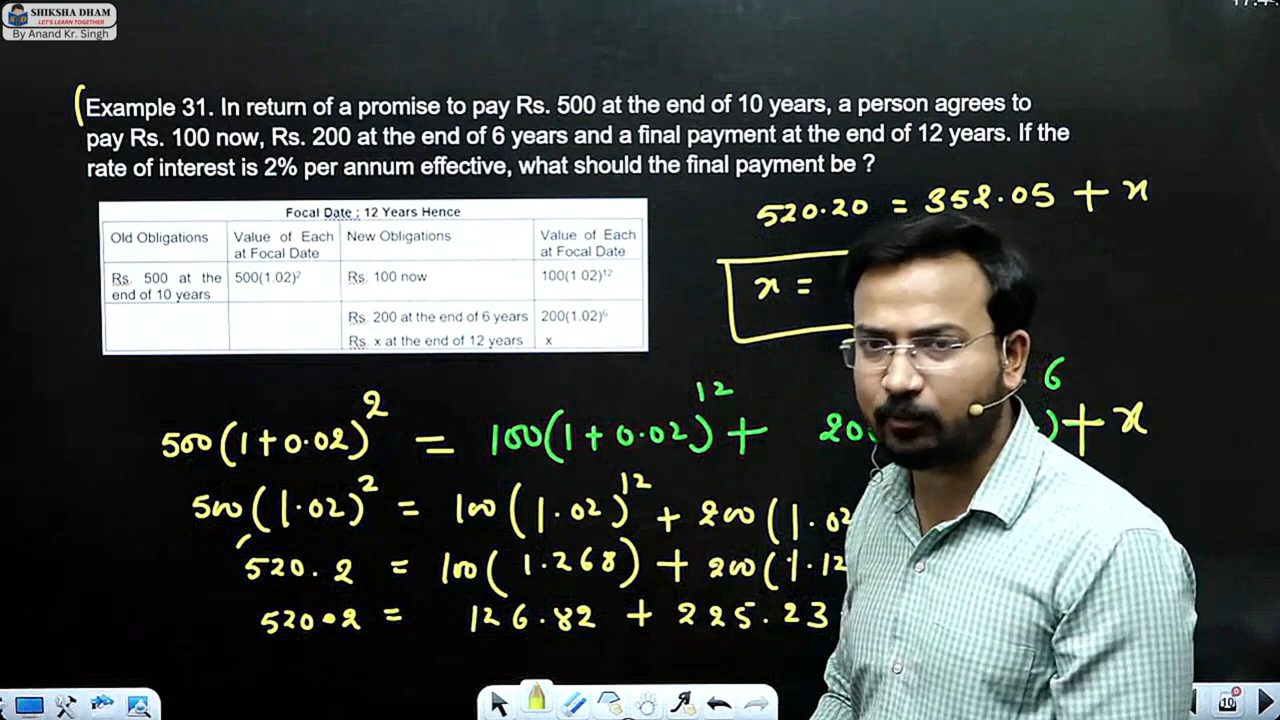 SHIKSHA DHAM
LET'S LEARN TOGETHER
By Anand Kr. Singh
Example 31. In return of a promise to pay Rs. 500 at the end of 10 years, a person agrees to
pay Rs. 100 now, Rs. 200 at the end of 6 years and a final payment at the end of 12 years. If the
rate of interest is 2% per annum effective, what should the final payment be ?
Focal Date : 12 Years Hence
Old Obligations Value of Each at Focal Date New Obligations Value of Each at Focal Date
Rs. 500 at the end of 10 years 500(1.02)² Rs. 100 now 100(1.02)¹²
Rs. 200 at the end of 6 years 200(1.02)⁶
Rs. x at the end of 12 years x
520.20 = 352.05 + x
x =
500(1+0.02)² = 100(1+0.02)¹² + 6 + x
500(1.02)² = 100(1.02)¹² + 200(1.02
520.2 = 100(1.268) + 200(1.12
520.2 = 126.82 + 225.23
10